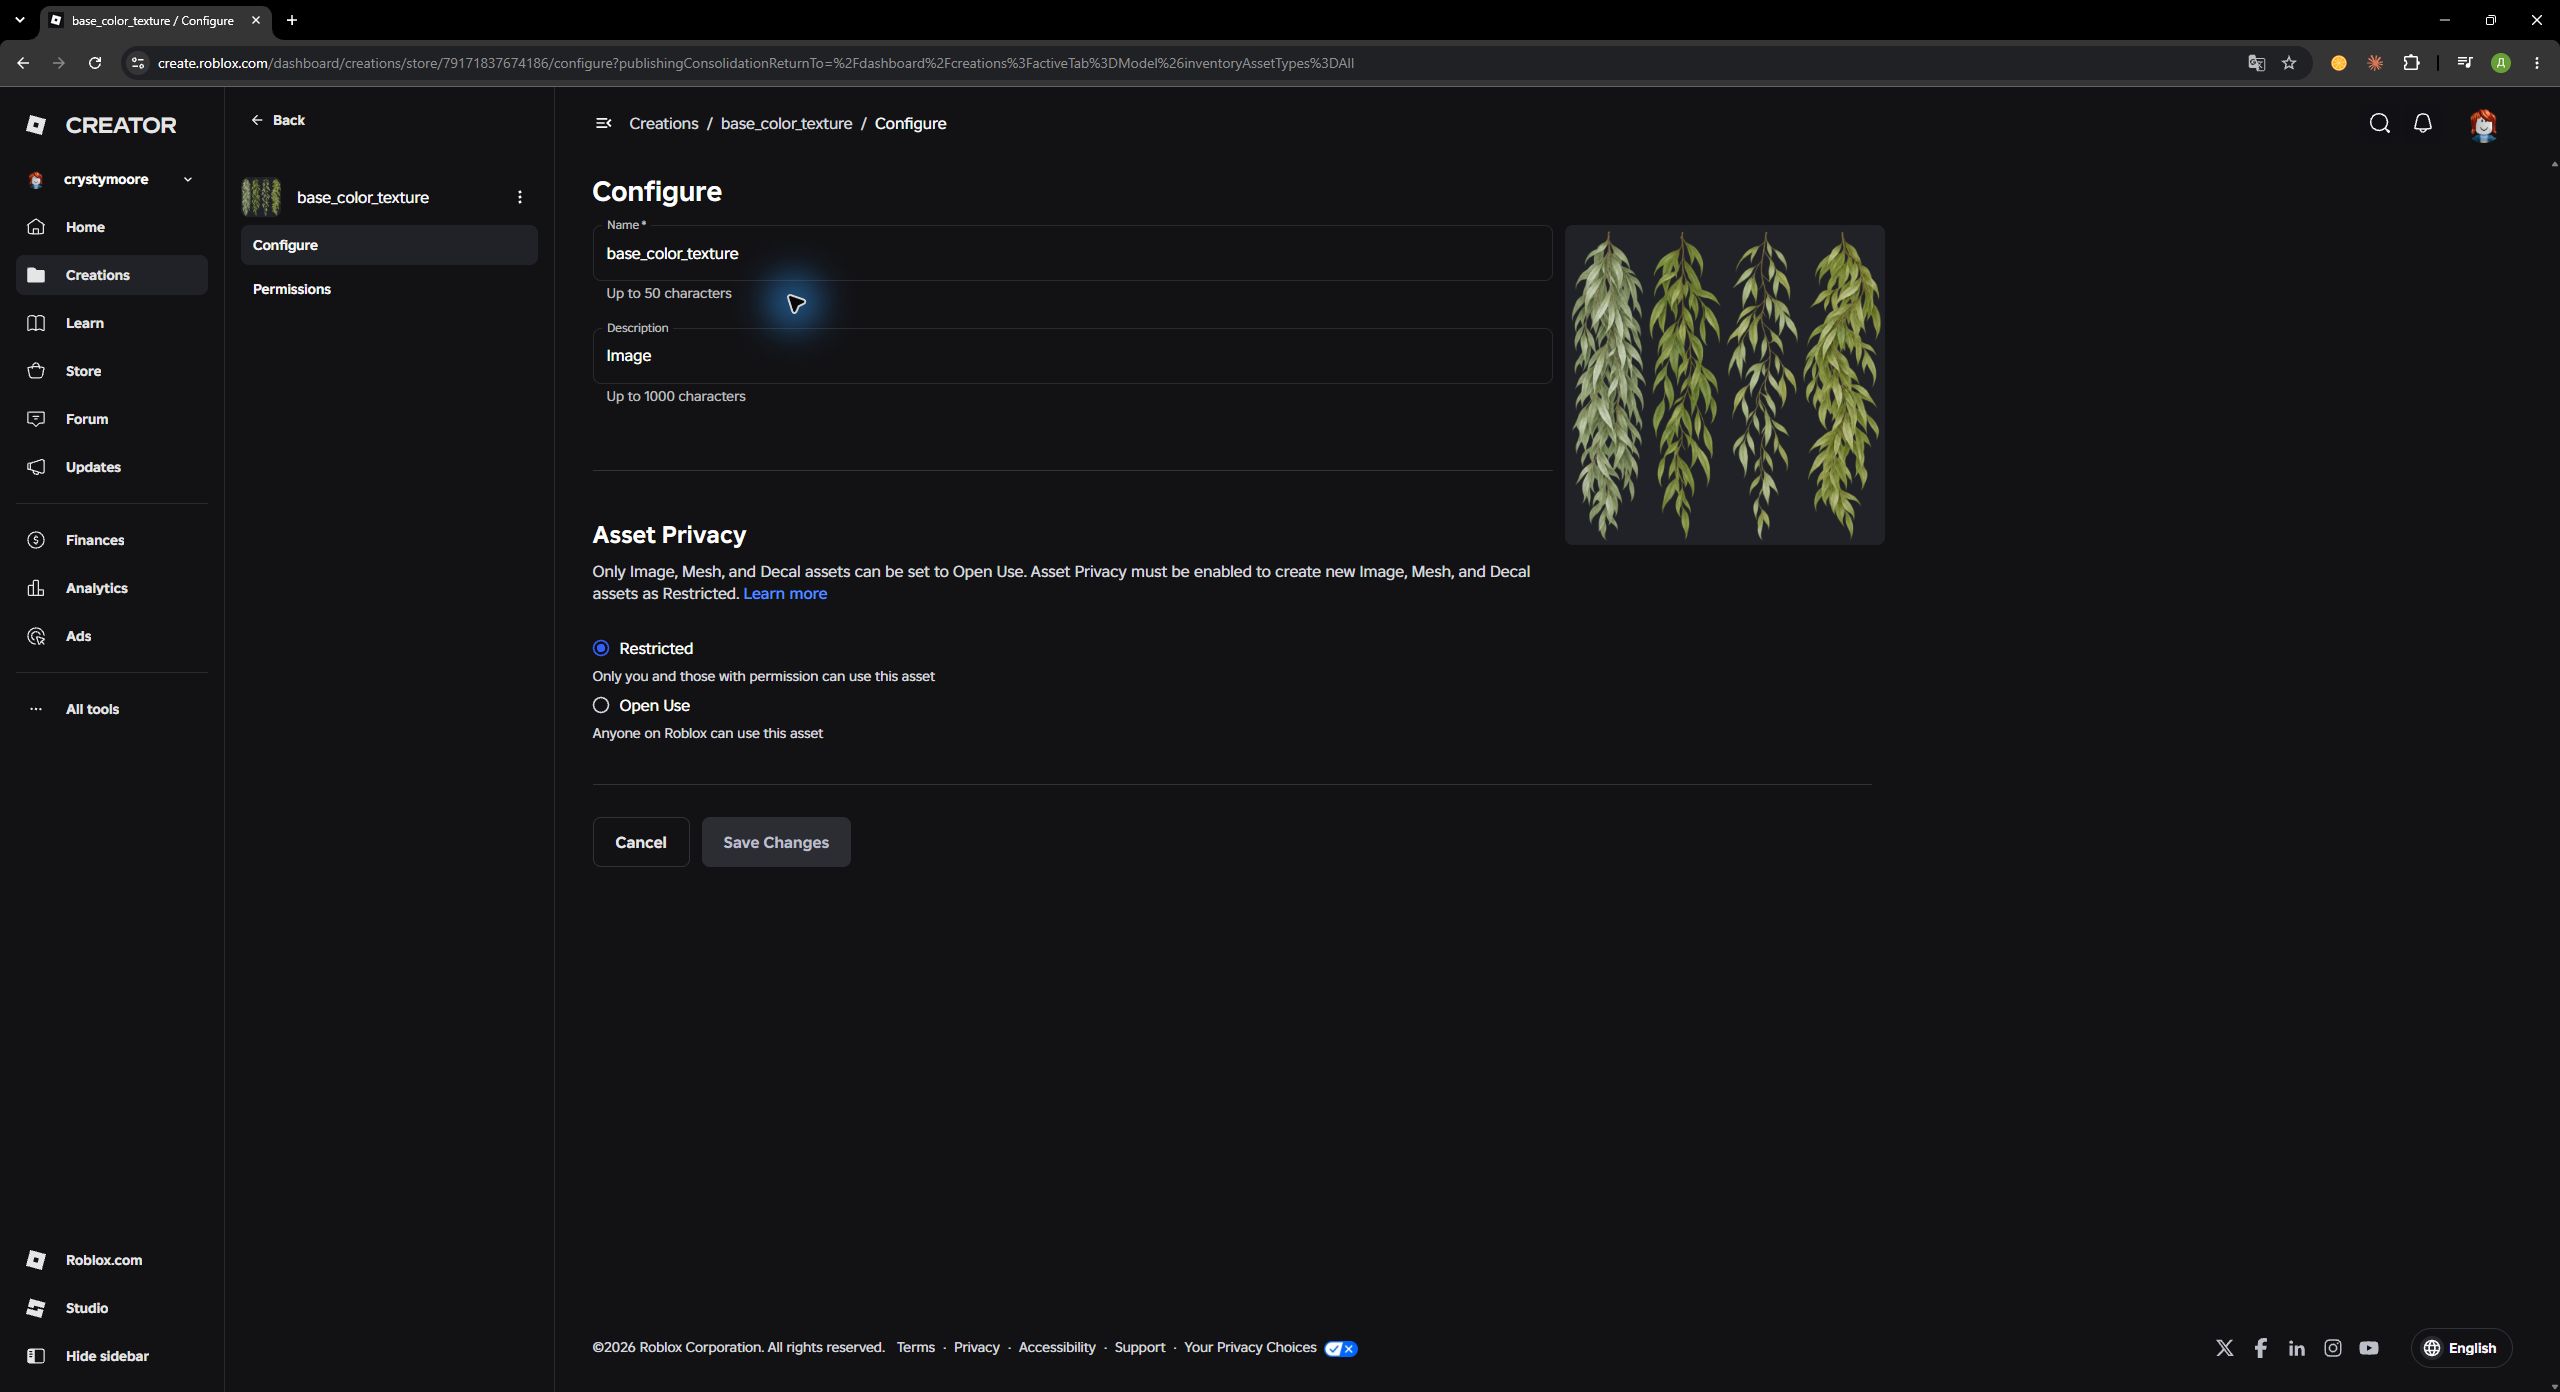 base_color_texture / Configure
create.roblox.com/dashboard/creations/store/79171837674186/configure?publishingConsolidationReturnTo=%2Fdashboard%2Fcreations%3FactiveTab%3DModel%26inventoryAssetTypes%3DAll
Д
CREATOR
crystymoore
Home
Creations
Learn
Store
Forum
Updates
Finances
Analytics
Ads
All tools
Roblox.com
Studio
Hide sidebar
Back
base_color_texture
Configure
Permissions
Creations / base_color_texture / Configure
Configure
Name*
base_color_texture
Up to 50 characters
Description
Image
Up to 1000 characters
Asset Privacy
Only Image, Mesh, and Decal assets can be set to Open Use. Asset Privacy must be enabled to create new Image, Mesh, and Decal
assets as Restricted. Learn more
Restricted
Only you and those with permission can use this asset
Open Use
Anyone on Roblox can use this asset
Cancel
Save Changes
©2026 Roblox Corporation. All rights reserved. Terms · Privacy · Accessibility · Support · Your Privacy Choices
English